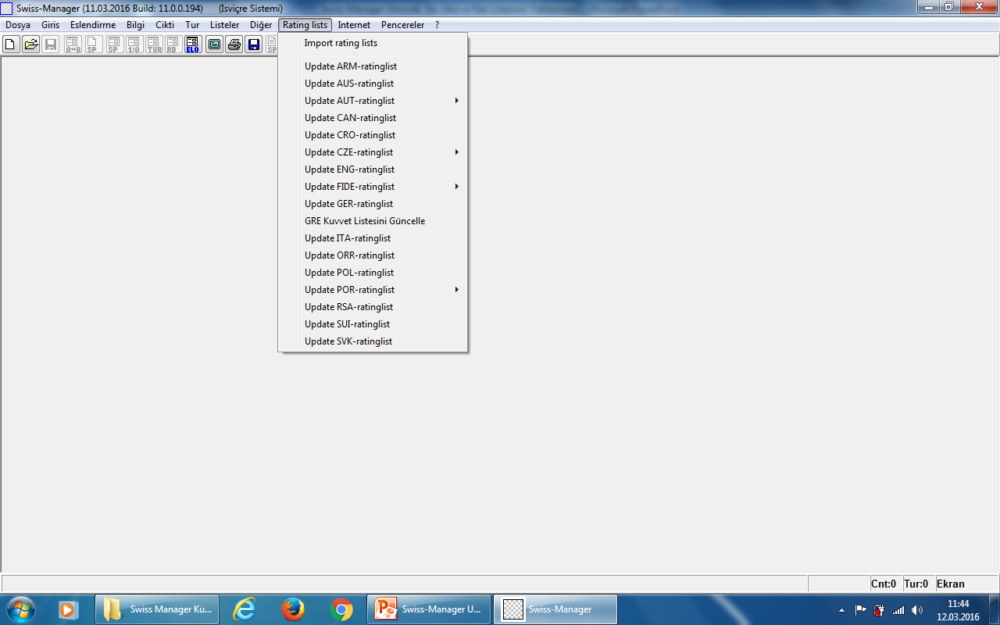 Swiss-Manager (11.03.2016 Build: 11.0.0.194) (Isviçre Sistemi)
Dosya Giris Eslendirme Bilgi Cikti Tur Listeler Diğer Rating lists Internet Pencereler ?
A↔B SP SP 1:0 TUR RD ELO SP
Import rating lists
Update ARM-ratinglist
Update AUS-ratinglist
Update AUT-ratinglist
Update CAN-ratinglist
Update CRO-ratinglist
Update CZE-ratinglist
Update ENG-ratinglist
Update FIDE-ratinglist
Update GER-ratinglist
GRE Kuvvet Listesini Güncelle
Update ITA-ratinglist
Update ORR-ratinglist
Update POL-ratinglist
Update POR-ratinglist
Update RSA-ratinglist
Update SUI-ratinglist
Update SVK-ratinglist
Cnt:0 Tur:0 Ekran
Swiss Manager Ku... Swiss-Manager U... Swiss-Manager
11:44
12.03.2016